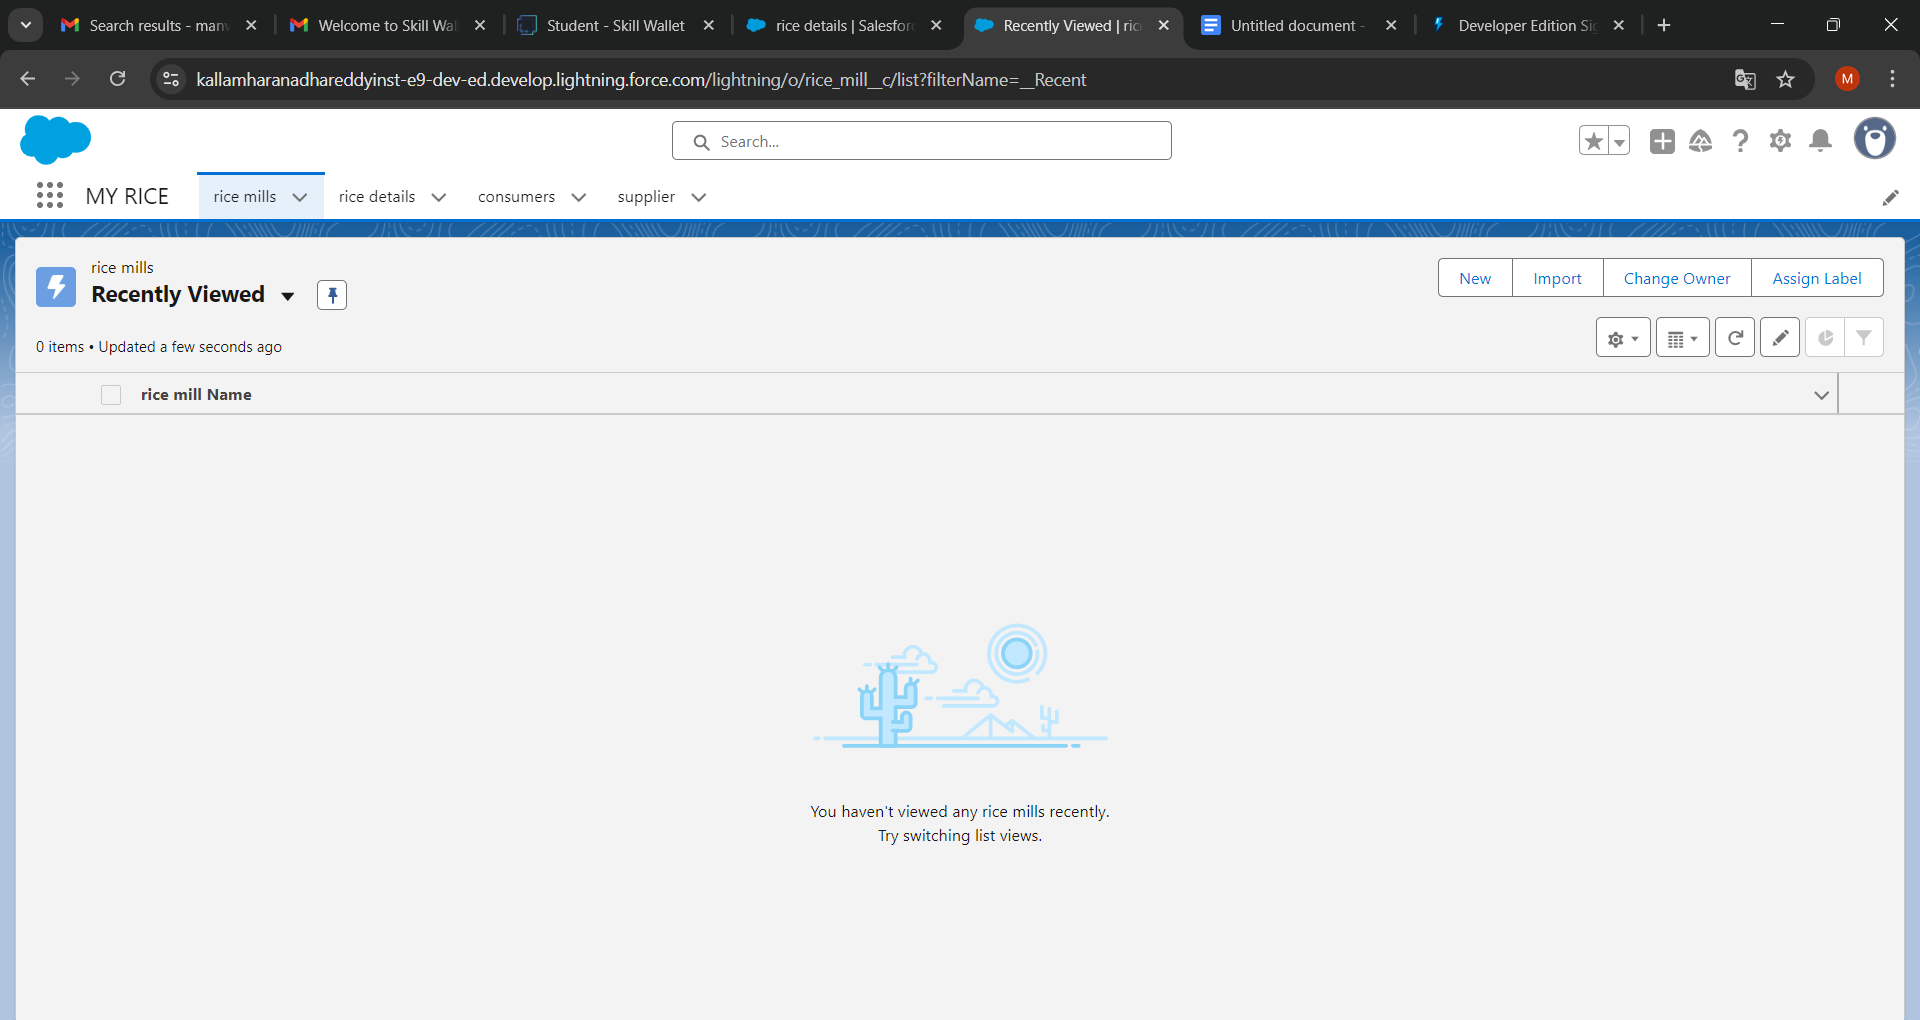 Search results - man
Welcome to Skill Wal
Student - Skill Wallet
rice details | Salesfor
Recently Viewed | ric
Untitled document -
Developer Edition Sig
kallamharanadhareddyinst-e9-dev-ed.develop.lightning.force.com/lightning/o/rice_mill__c/list?filterName=__Recent
M
Search...
MY RICE
rice mills
rice details
consumers
supplier
rice mills
Recently Viewed
New
Import
Change Owner
Assign Label
0 items • Updated a few seconds ago
rice mill Name
You haven't viewed any rice mills recently.
Try switching list views.